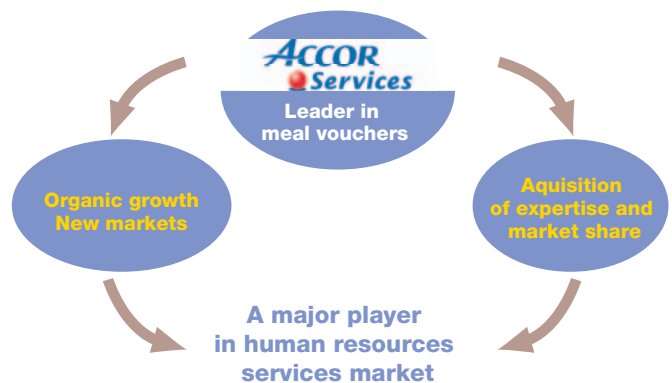 ACCOR
Services
Leader in
meal vouchers
Organic growth
New markets
Aquisition
of expertise and
market share
A major player
in human resources
services market